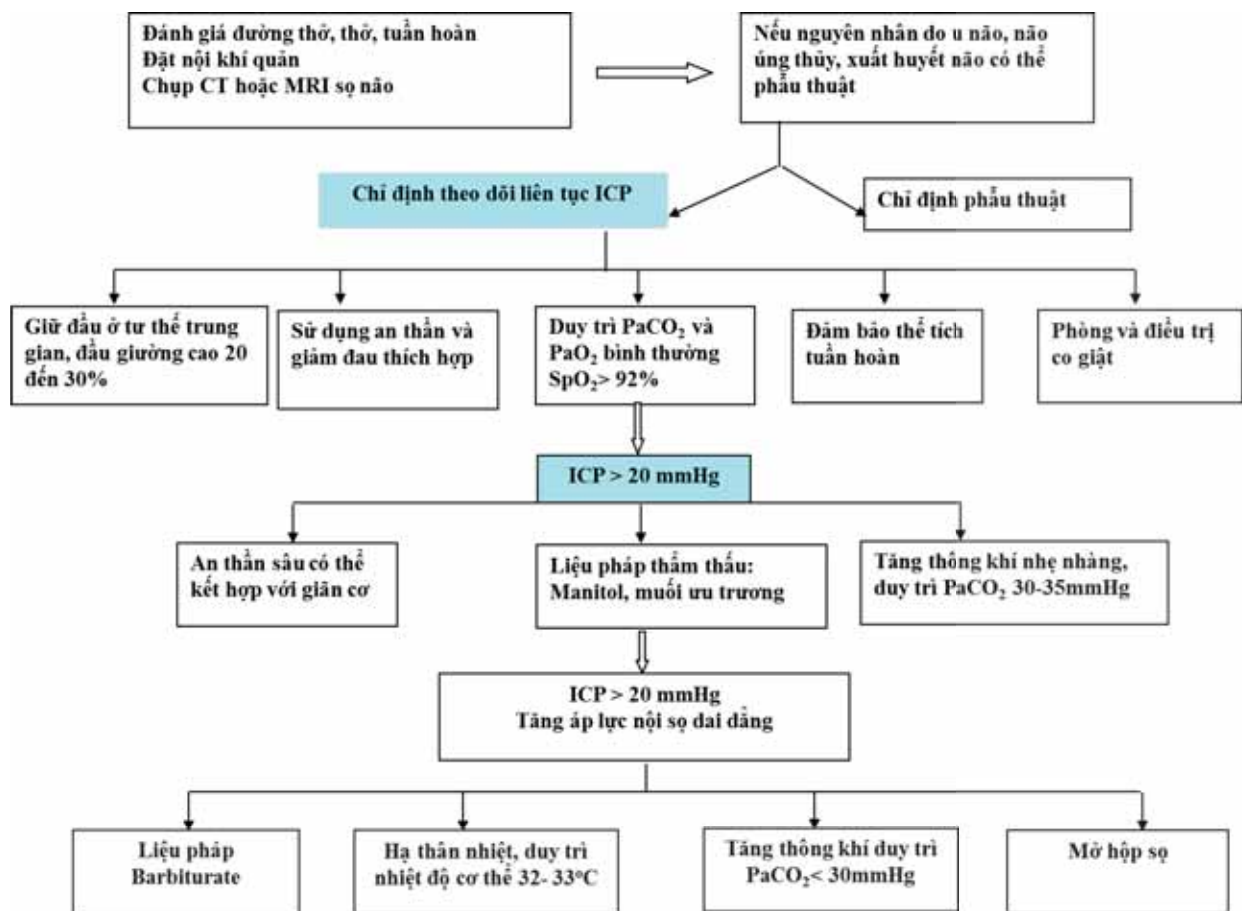 Đánh giá đường thở, thở, tuần hoàn
Đặt nội khí quản
Chụp CT hoặc MRI sọ não
Nếu nguyên nhân do u não, não
úng thủy, xuất huyết não có thể
phẫu thuật
Chỉ định theo dõi liên tục ICP
Chỉ định phẫu thuật
Giữ đầu ở tư thế trung
gian, đầu giường cao 20
đến 30%
Sử dụng an thần và
giảm đau thích hợp
Duy trì PaCO₂ và
PaO₂ bình thường
SpO₂> 92%
Đảm bảo thể tích
tuần hoàn
Phòng và điều trị
co giật
ICP > 20 mmHg
An thần sâu có thể
kết hợp với giãn cơ
Liệu pháp thẩm thấu:
Manitol, muối ưu trương
Tăng thông khí nhẹ nhàng,
duy trì PaCO₂ 30-35mmHg
ICP > 20 mmHg
Tăng áp lực nội sọ dai dẳng
Liệu pháp
Barbiturate
Hạ thân nhiệt, duy trì
nhiệt độ cơ thể 32- 33°C
Tăng thông khí duy trì
PaCO₂< 30mmHg
Mở hộp sọ